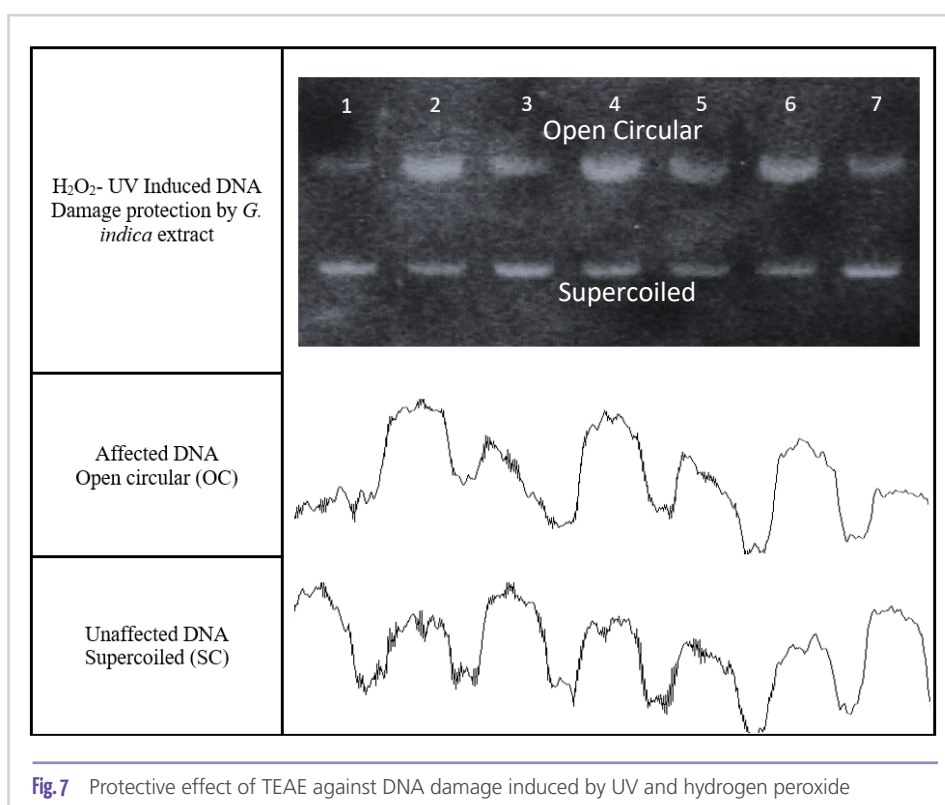 1 2 3 4 5 6 7
Open Circular
Supercoiled
H₂O₂- UV Induced DNA
Damage protection by G.
indica extract
Affected DNA
Open circular (OC)
Unaffected DNA
Supercoiled (SC)
Fig. 7 Protective effect of TEAE against DNA damage induced by UV and hydrogen peroxide